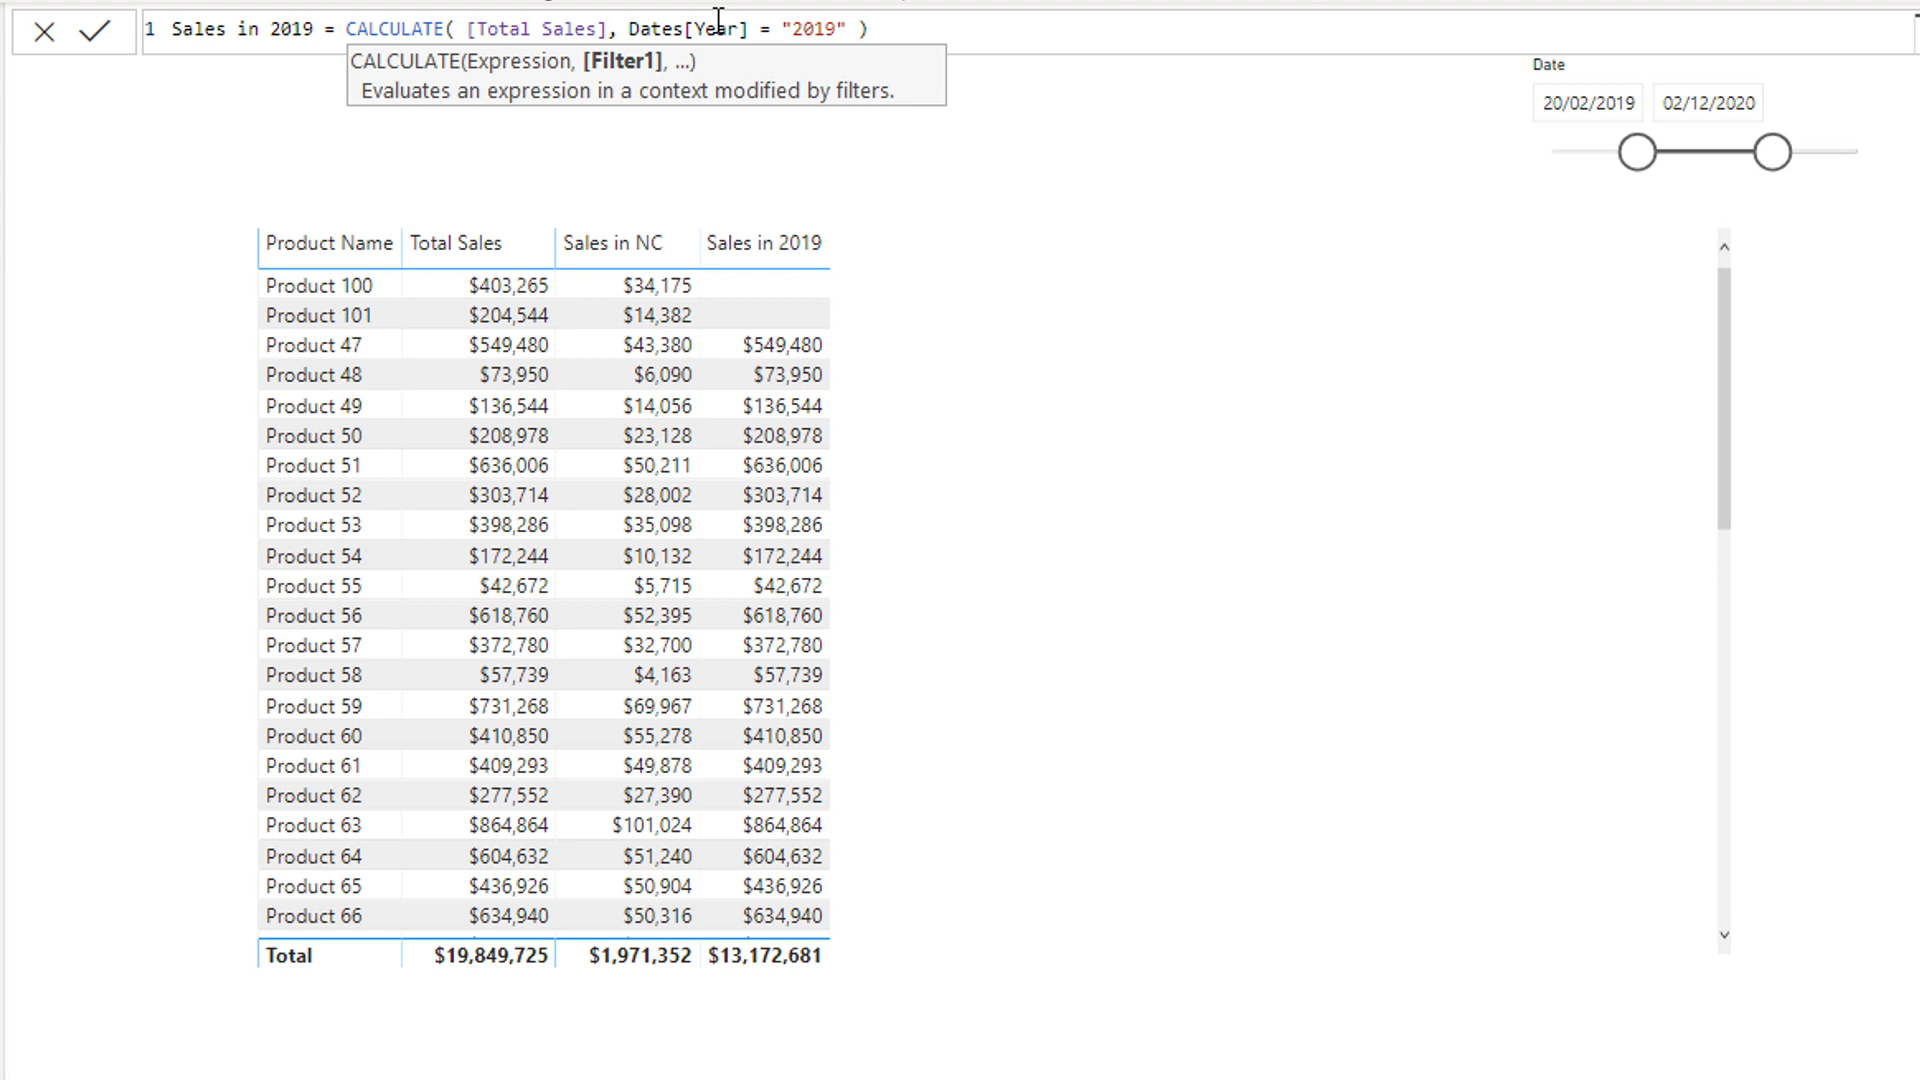 1 Sales in 2019 = CALCULATE( [Total Sales], Dates[Year] = "2019" )
CALCULATE(Expression, [Filter1], ...)
Evaluates an expression in a context modified by filters.
Date
20/02/2019 02/12/2020
Product Name Total Sales Sales in NC Sales in 2019
Product 100 $403,265 $34,175
Product 101 $204,544 $14,382
Product 47 $549,480 $43,380 $549,480
Product 48 $73,950 $6,090 $73,950
Product 49 $136,544 $14,056 $136,544
Product 50 $208,978 $23,128 $208,978
Product 51 $636,006 $50,211 $636,006
Product 52 $303,714 $28,002 $303,714
Product 53 $398,286 $35,098 $398,286
Product 54 $172,244 $10,132 $172,244
Product 55 $42,672 $5,715 $42,672
Product 56 $618,760 $52,395 $618,760
Product 57 $372,780 $32,700 $372,780
Product 58 $57,739 $4,163 $57,739
Product 59 $731,268 $69,967 $731,268
Product 60 $410,850 $55,278 $410,850
Product 61 $409,293 $49,878 $409,293
Product 62 $277,552 $27,390 $277,552
Product 63 $864,864 $101,024 $864,864
Product 64 $604,632 $51,240 $604,632
Product 65 $436,926 $50,904 $436,926
Product 66 $634,940 $50,316 $634,940
Total $19,849,725 $1,971,352 $13,172,681